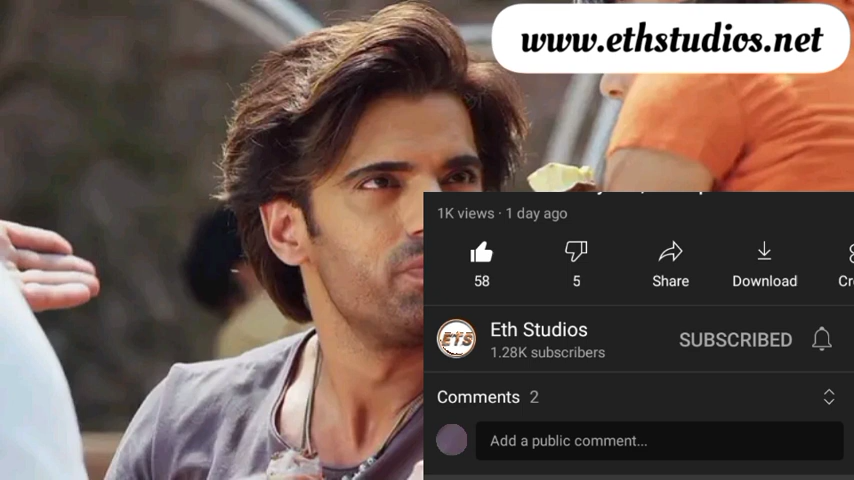 www.ethstudios.net
1K views · 1 day ago
58
5
Share
Download
Cr
ETS
Eth Studios
1.28K subscribers
SUBSCRIBED
Comments 2
Add a public comment...